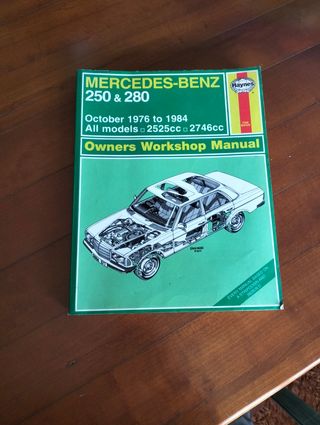 MERCEDES-BENZ
250 & 280
Haynes
October 1976 to 1984
All models □ 2525cc □ 2746cc
Owners Workshop Manual